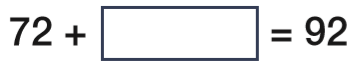 72 + = 92